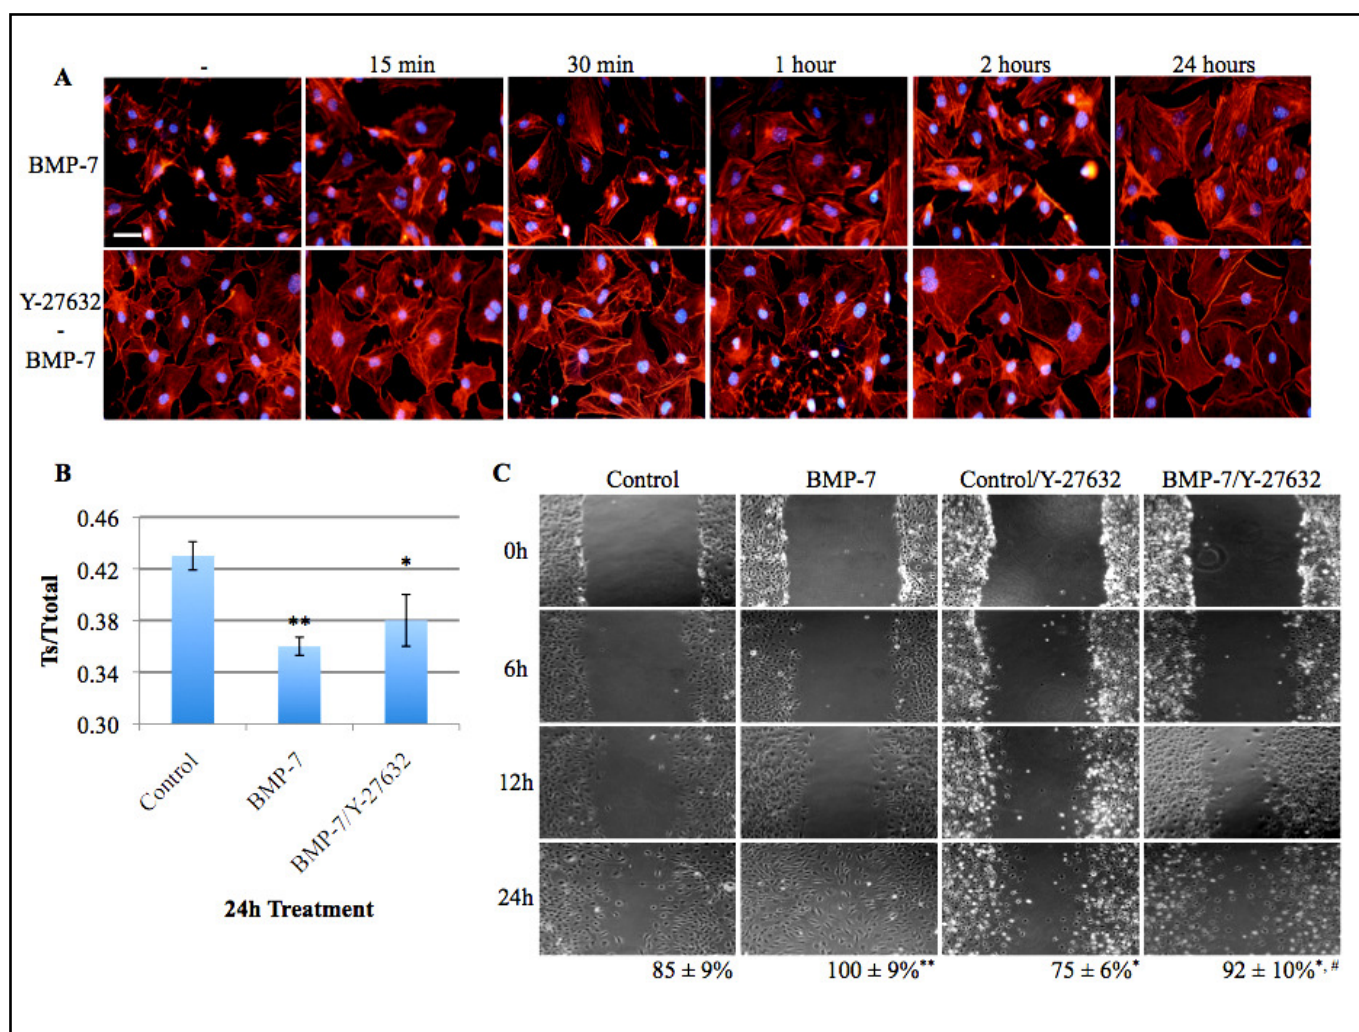 A
-
15 min
30 min
1 hour
2 hours
24 hours
BMP-7
Y-27632
-
BMP-7
B
0.46
0.42
0.38
0.34
0.30
Ts/Ttotal
**
*
Control
BMP-7
BMP-7/Y-27632
24h Treatment
C
Control
BMP-7
Control/Y-27632
BMP-7/Y-27632
0h
6h
12h
24h
85 ± 9%
100 ± 9%**
75 ± 6%*
92 ± 10%*, #